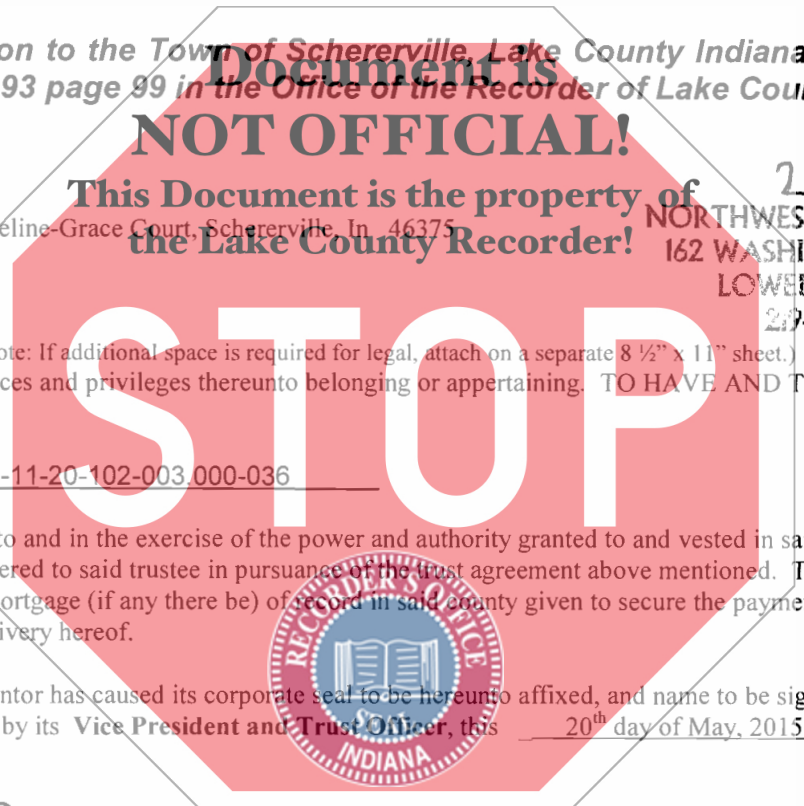 on to the Town of Schererville, Lake County Indiana
Document is
93 page 99 in the Office of the Recorder of Lake Cou
NOT OFFICIAL!
This Document is the property of
NORTHWES
eline-Grace Court, Schererville, In 46375
the Lake County Recorder!
162 WASHI
LOWE
STOP
ote: If additional space is required for legal, attach on a separate 8 ½" x 11" sheet.)
ces and privileges thereunto belonging or appertaining. TO HAVE AND T
-11-20-102-003.000-036
to and in the exercise of the power and authority granted to and vested in sa
ered to said trustee in pursuance of the trust agreement above mentioned. T
ortgage (if any there be) of record in said county given to secure the payme
ivery hereof.
RECORDER'S OFFICE
INDIANA
ntor has caused its corporate seal to be hereunto affixed, and name to be sig
by its Vice President and Trust Officer, this 20th day of May, 2015